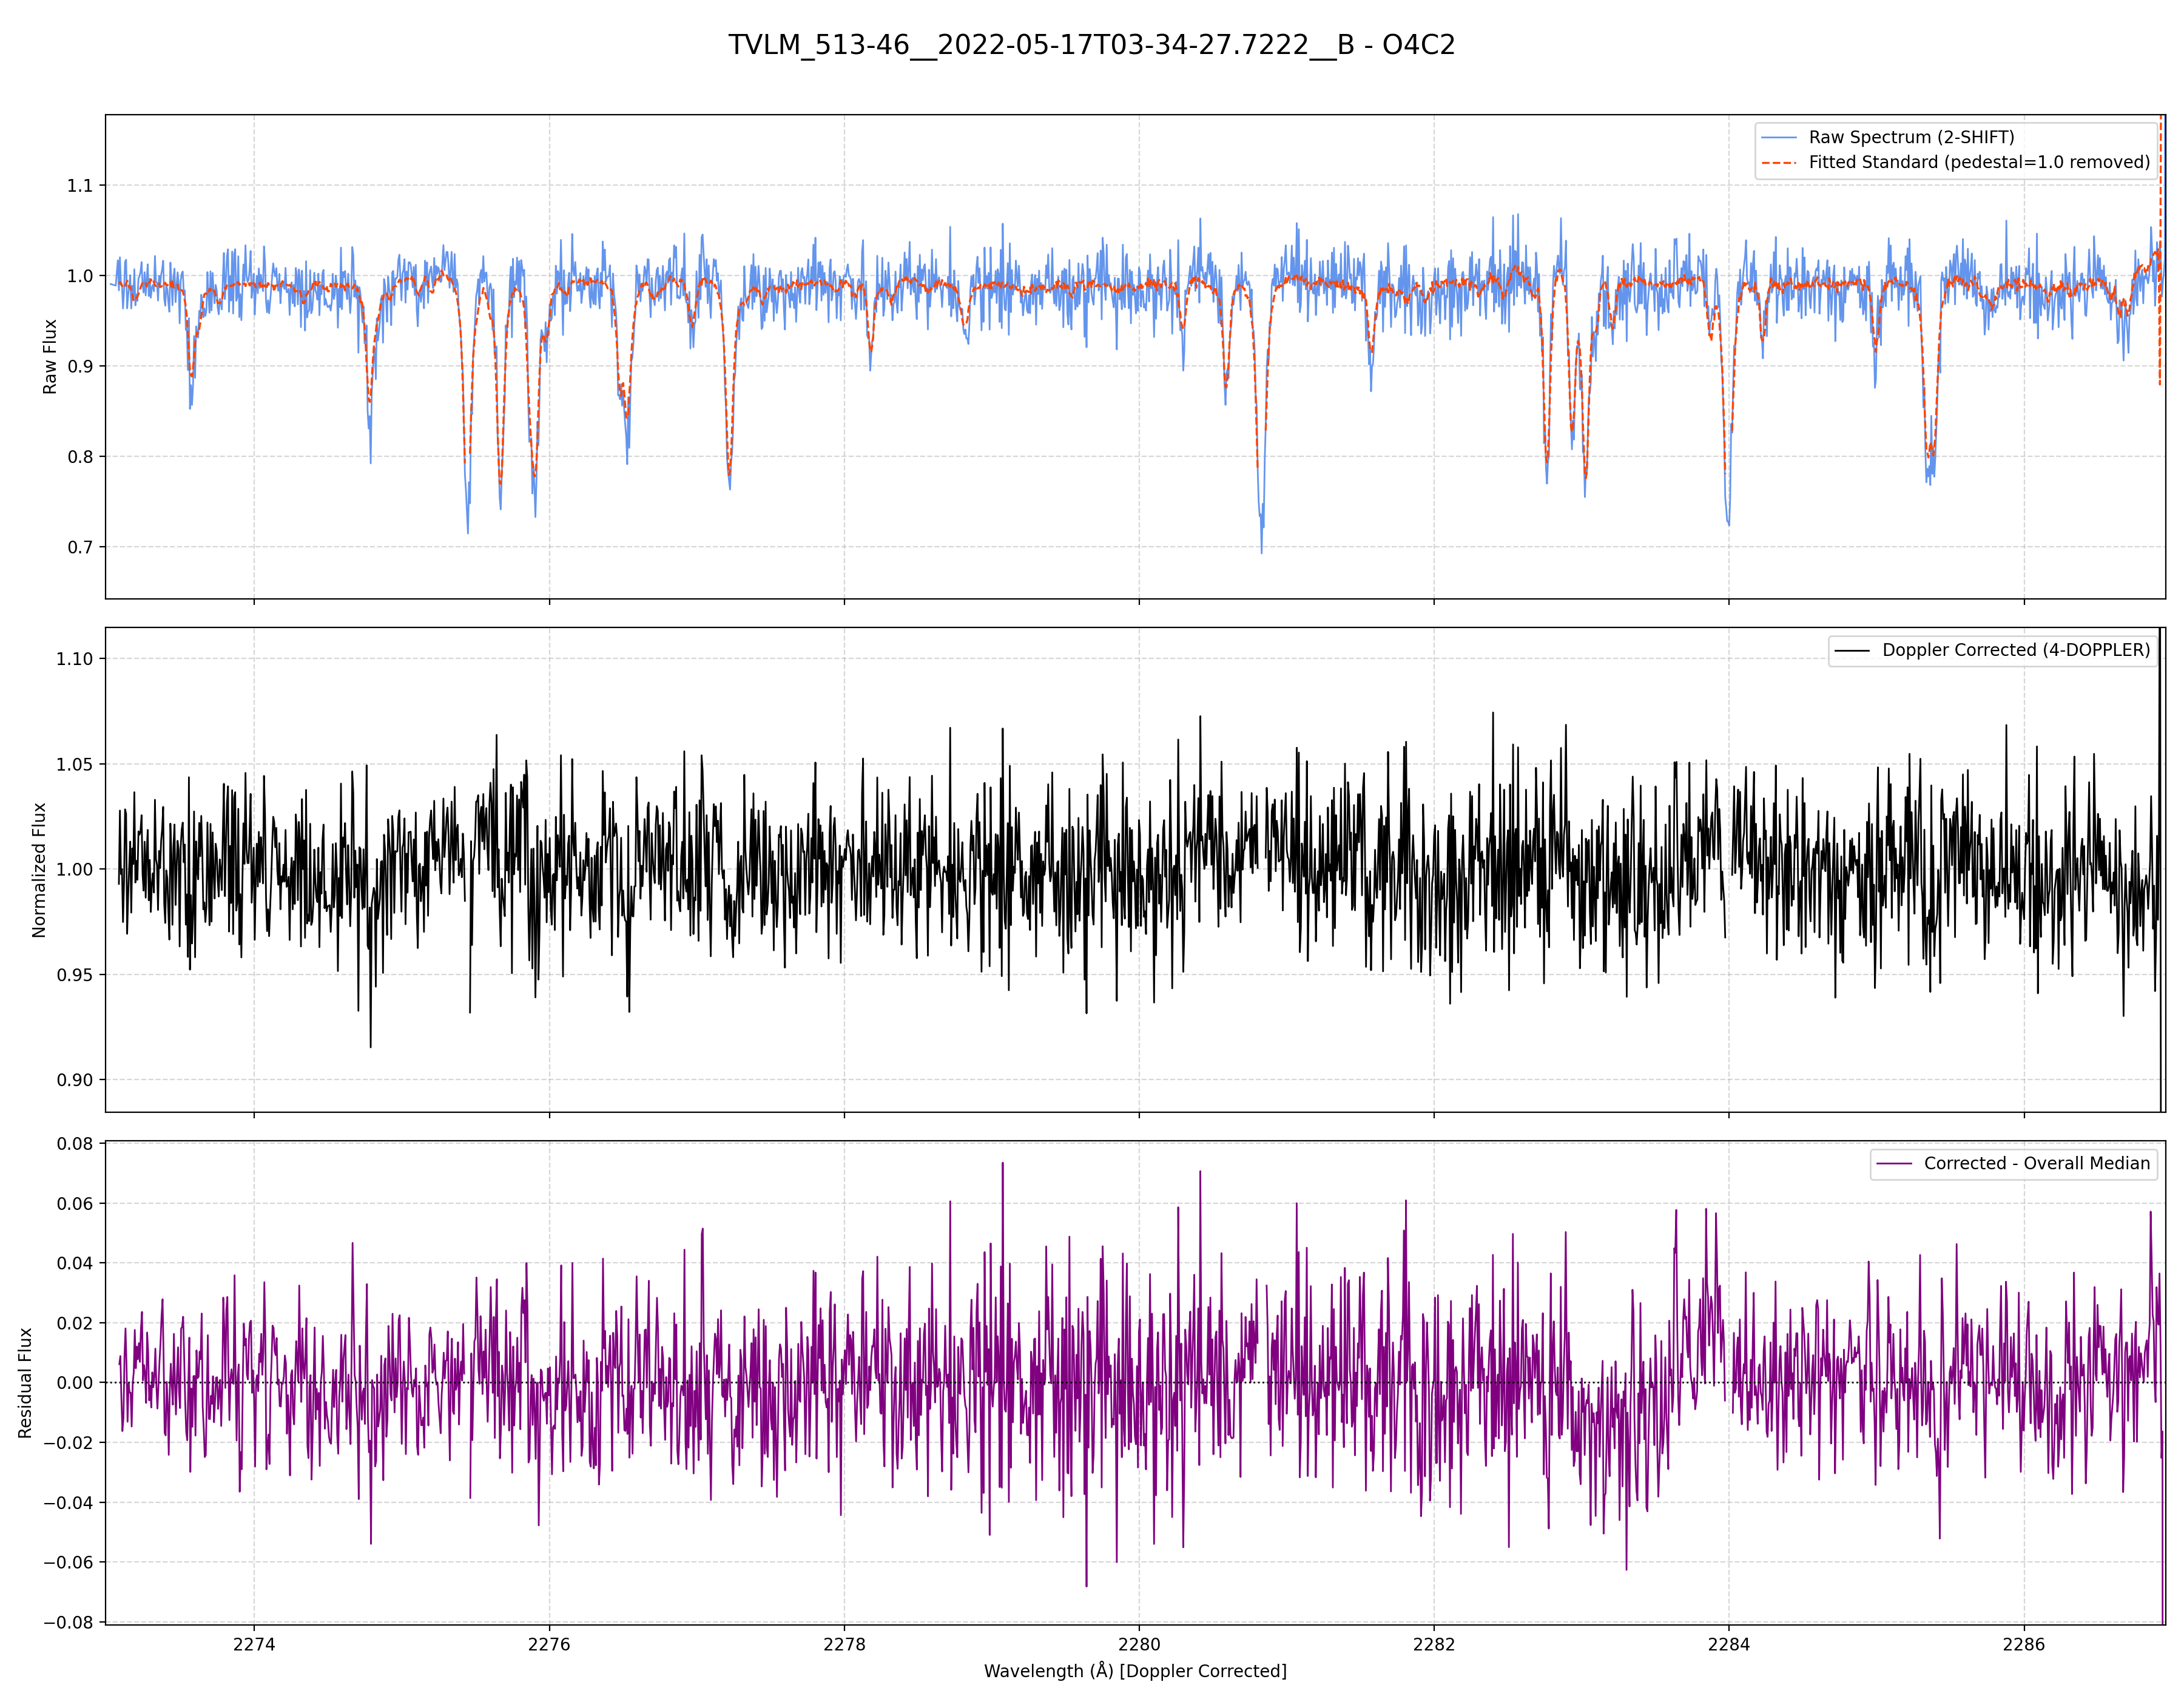 TVLM_513-46__2022-05-17T03-34-27.7222__B - O4C2
Raw Spectrum (2-SHIFT)
Fitted Standard (pedestal=1.0 removed)
1.1
1.0
0.9
0.8
0.7
Raw Flux
Doppler Corrected (4-DOPPLER)
1.10
1.05
1.00
0.95
0.90
Normalized Flux
Corrected - Overall Median
0.08
0.06
0.04
0.02
0.00
−0.02
−0.04
−0.06
−0.08
Residual Flux
2274 2276 2278 2280 2282 2284 2286
Wavelength (Å) [Doppler Corrected]